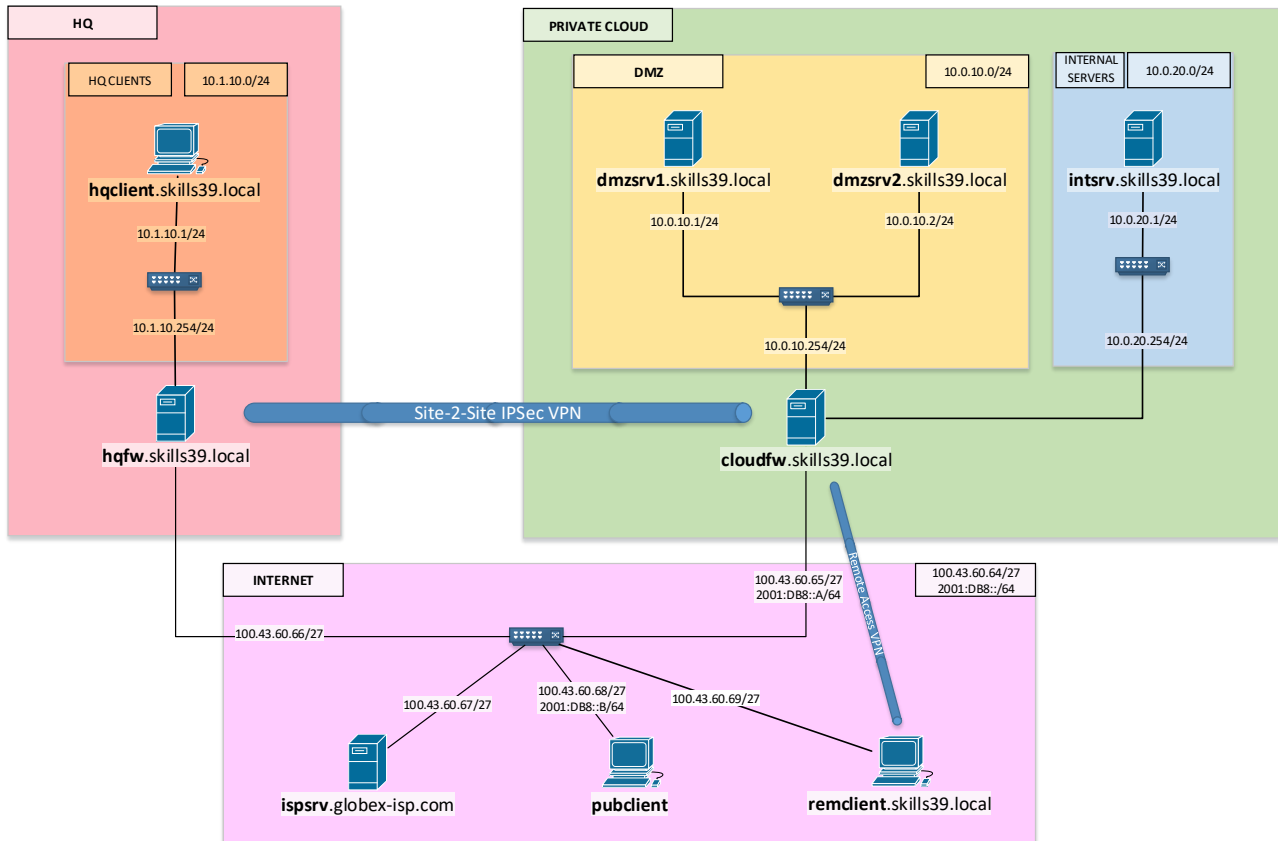 HQ
PRIVATE CLOUD
HQ CLIENTS
10.1.10.0/24
DMZ
10.0.10.0/24
INTERNAL
SERVERS
10.0.20.0/24
hqclient.skills39.local
dmzsrv1.skills39.local
dmzsrv2.skills39.local
intsrv.skills39.local
10.1.10.1/24
10.0.10.1/24
10.0.10.2/24
10.0.20.1/24
10.1.10.254/24
10.0.10.254/24
10.0.20.254/24
Site-2-Site IPSec VPN
hqfw.skills39.local
cloudfw.skills39.local
INTERNET
100.43.60.65/27
2001:DB8::A/64
Remote Access VPN
100.43.60.64/27
2001:DB8::/64
100.43.60.66/27
100.43.60.67/27
100.43.60.68/27
2001:DB8::B/64
100.43.60.69/27
ispsrv.globex-isp.com
pubclient
remclient.skills39.local